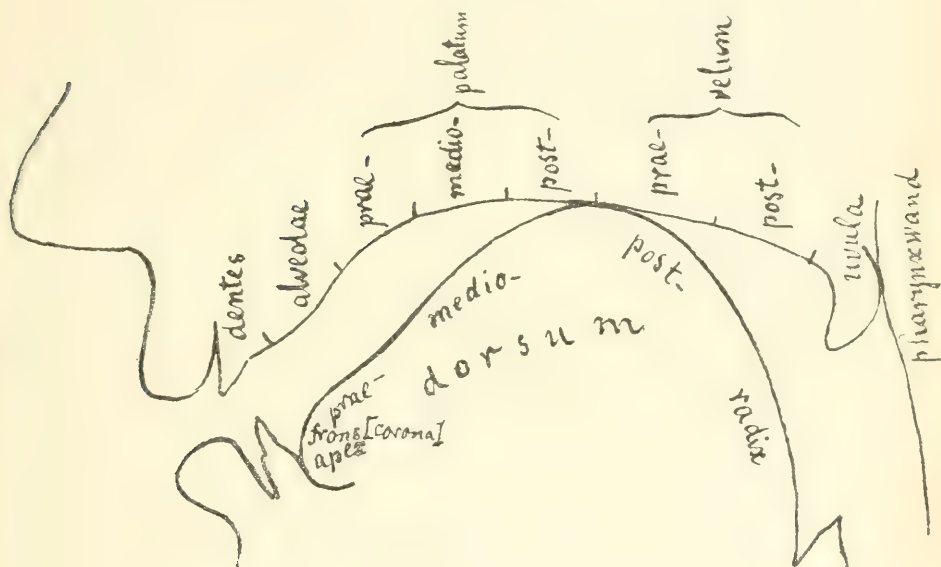 palatum
velum
prae-
medio-
post-
prae-
post-
dentes
alveolae
uvula
pharynxwand
medio-
post-
dorsum
prae-
frons [corona]
apex
radix